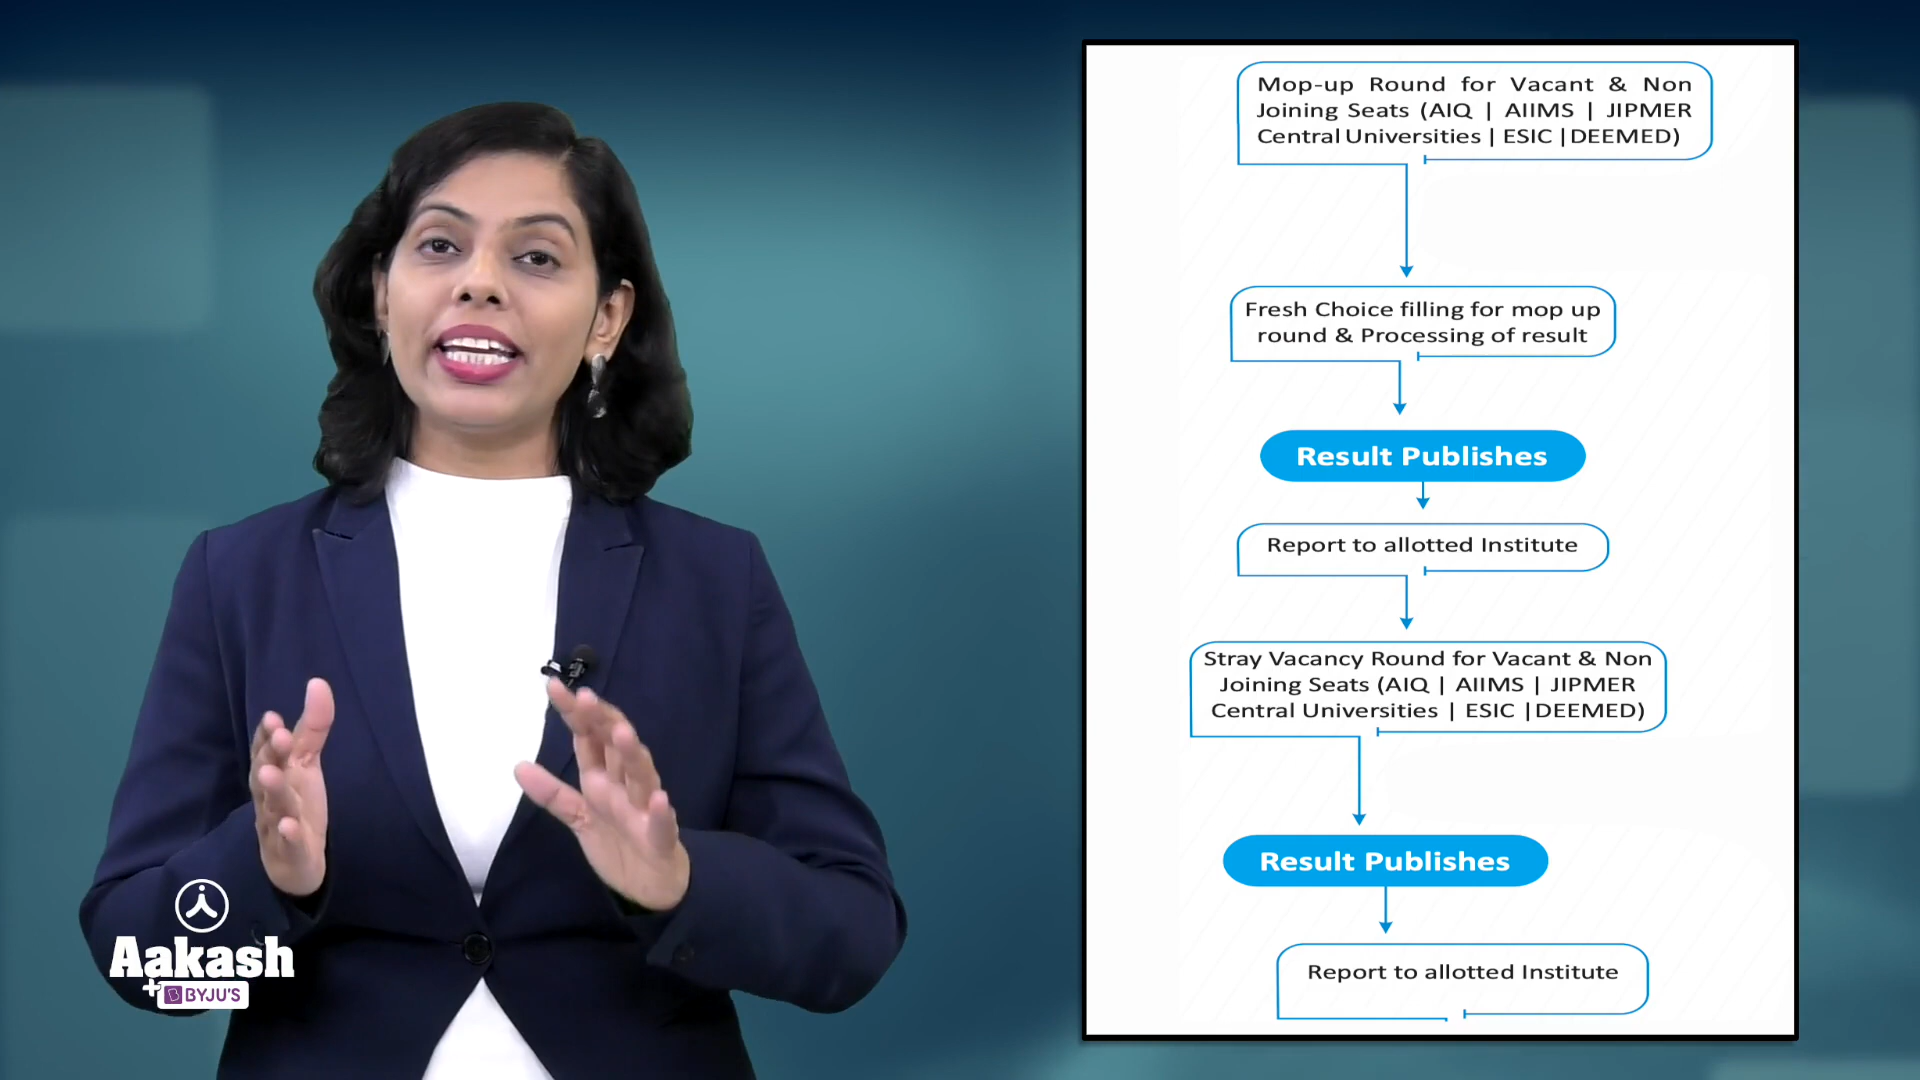 Mop-up Round for Vacant & Non
Joining Seats (AIQ | AIIMS | JIPMER
Central Universities | ESIC |DEEMED)
Fresh Choice filling for mop up
round & Processing of result
Result Publishes
Report to allotted Institute
Stray Vacancy Round for Vacant & Non
Joining Seats (AIQ | AIIMS | JIPMER
Central Universities | ESIC |DEEMED)
Result Publishes
Report to allotted Institute
Aakash
+ B BYJU'S